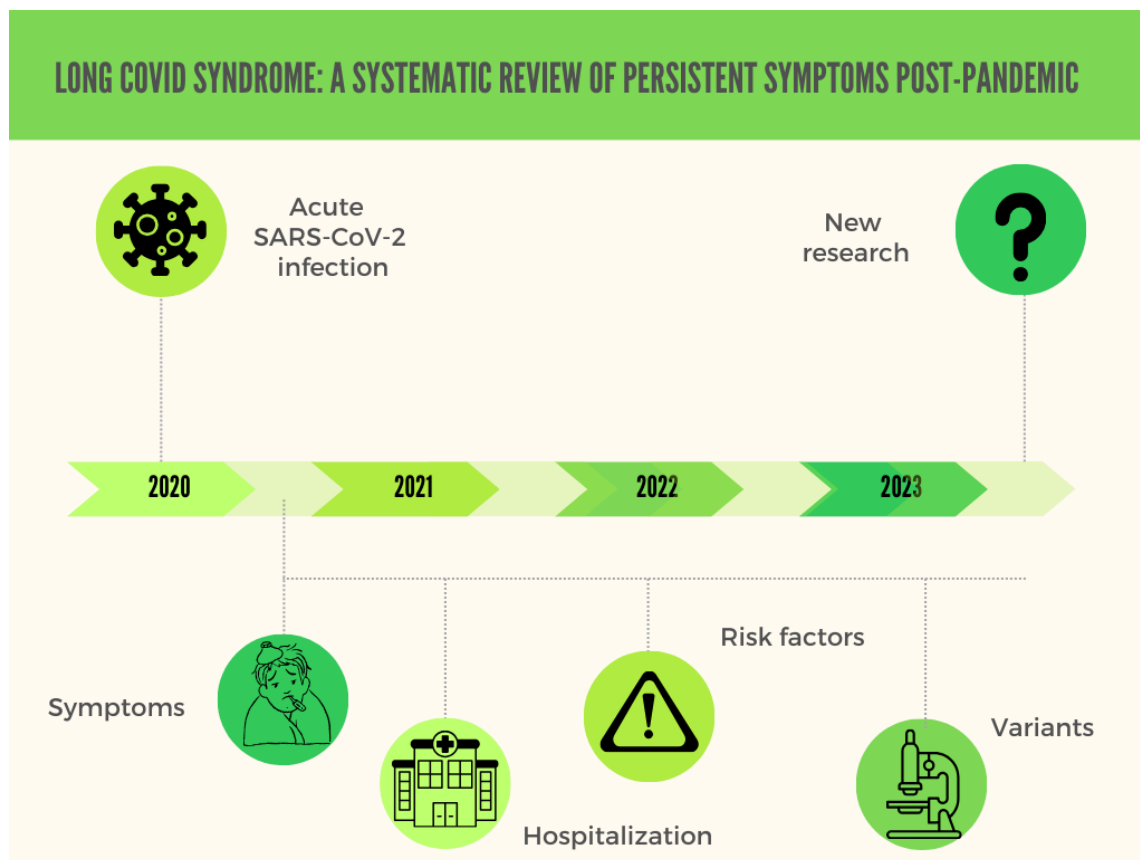 LONG COVID SYNDROME: A SYSTEMATIC REVIEW OF PERSISTENT SYMPTOMS POST-PANDEMIC
Acute
SARS-CoV-2
infection
New
research
2020
2021
2022
2023
Risk factors
Symptoms
Variants
Hospitalization